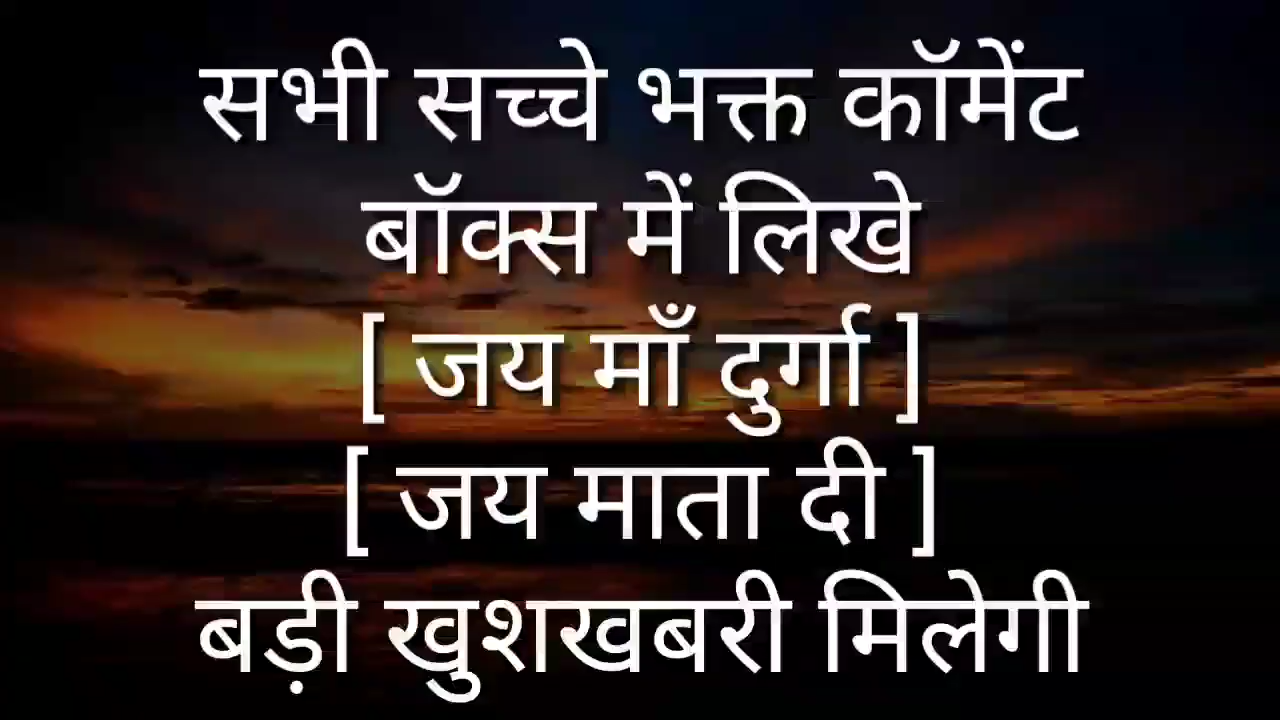 सभी सच्चे भक्त कॉमेंट
बॉक्स में लिखे
[ जय माँ दुर्गा ]
[ जय माता दी ]
बड़ी खुशखबरी मिलेगी